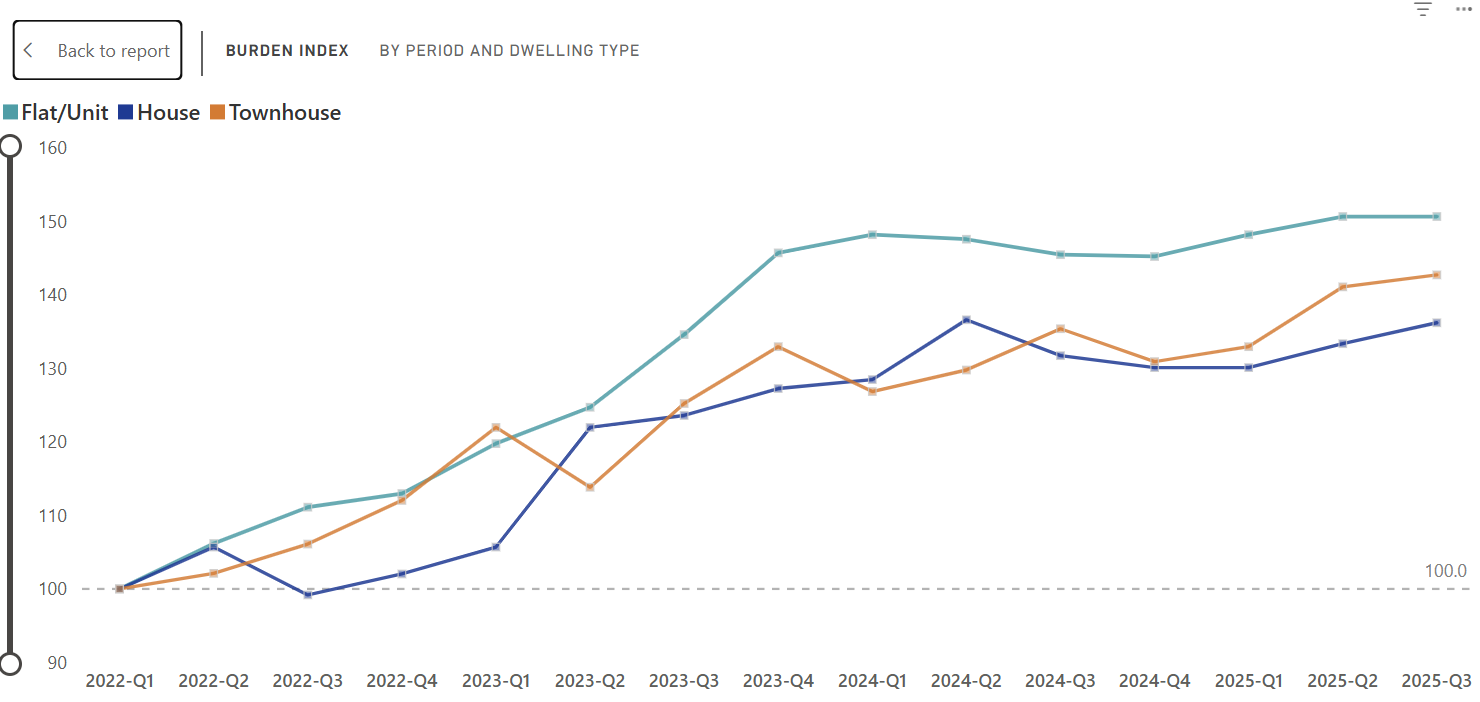 Back to report
BURDEN INDEX BY PERIOD AND DWELLING TYPE
Flat/Unit House Townhouse
160
150
140
130
120
110
100
90
100.0
2022-Q1 2022-Q2 2022-Q3 2022-Q4 2023-Q1 2023-Q2 2023-Q3 2023-Q4 2024-Q1 2024-Q2 2024-Q3 2024-Q4 2025-Q1 2025-Q2 2025-Q3